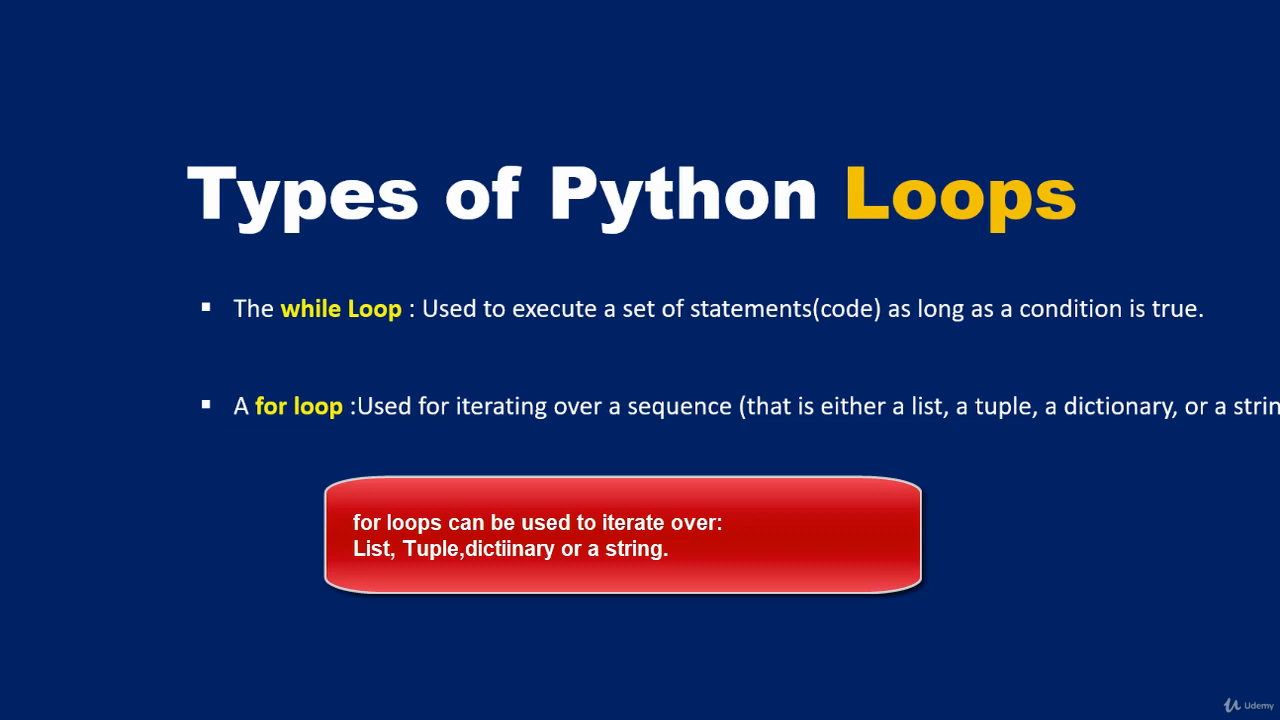 Types of Python Loops
▪ The while Loop : Used to execute a set of statements(code) as long as a condition is true.
▪ A for loop :Used for iterating over a sequence (that is either a list, a tuple, a dictionary, or a strin
for loops can be used to iterate over:
List, Tuple,dictiinary or a string.
Udemy